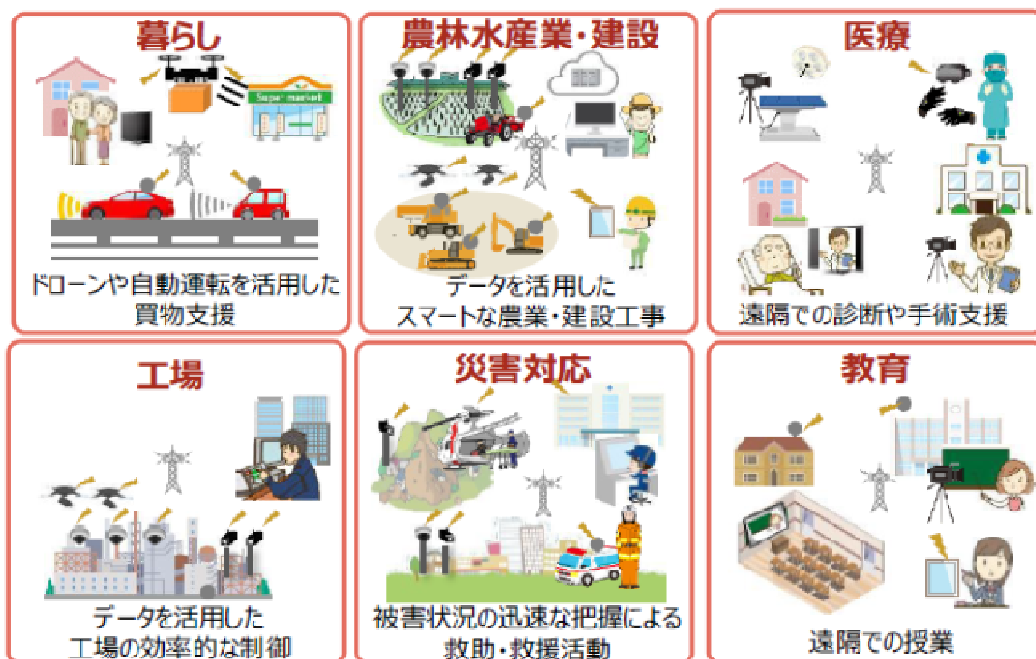 暮らし
Super market
ドローンや自動運転を活用した
買物支援
農林水産業・建設
データを活用した
スマートな農業・建設工事
医療
遠隔での診断や手術支援
工場
データを活用した
工場の効率的な制御
災害対応
被害状況の迅速な把握による
救助・救援活動
教育
遠隔での授業